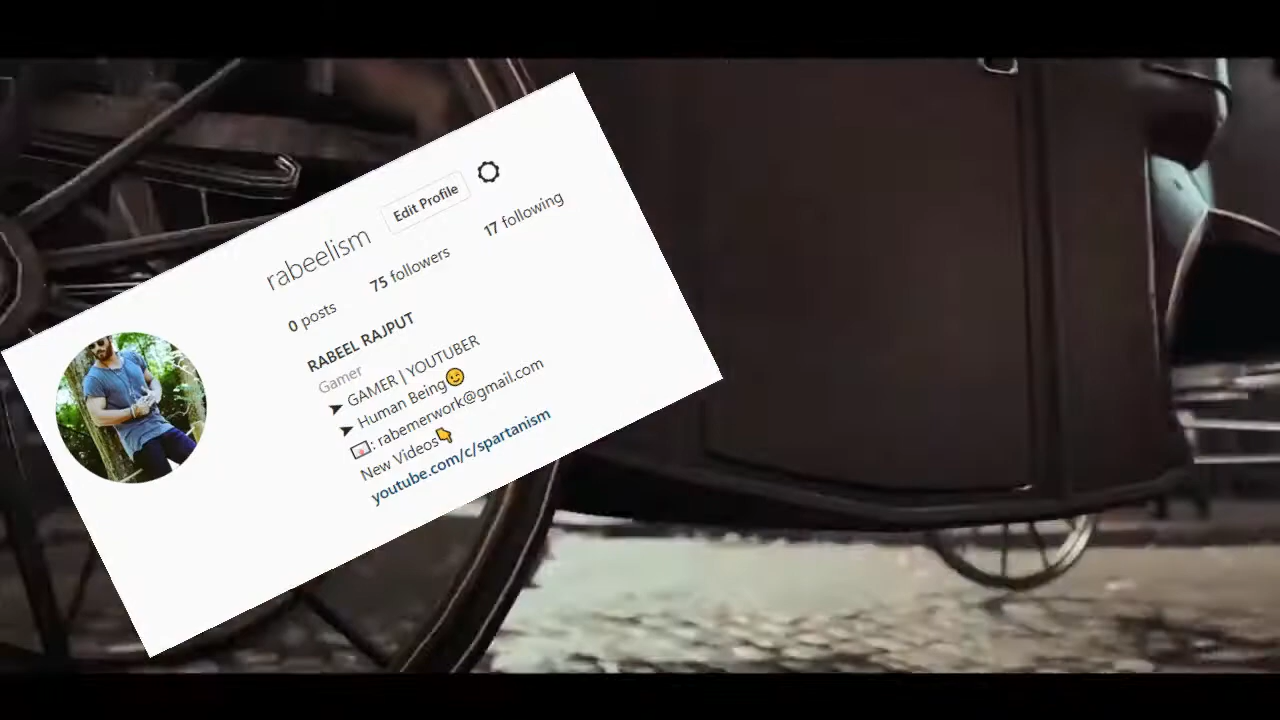 rabeelism Edit Profile
0 posts 75 followers 17 following
RABEEL RAJPUT
Gamer
➤ GAMER | YOUTUBER
➤ Human Being😉
📧: rabemerwork@gmail.com
New Videos👇
youtube.com/c/spartanism